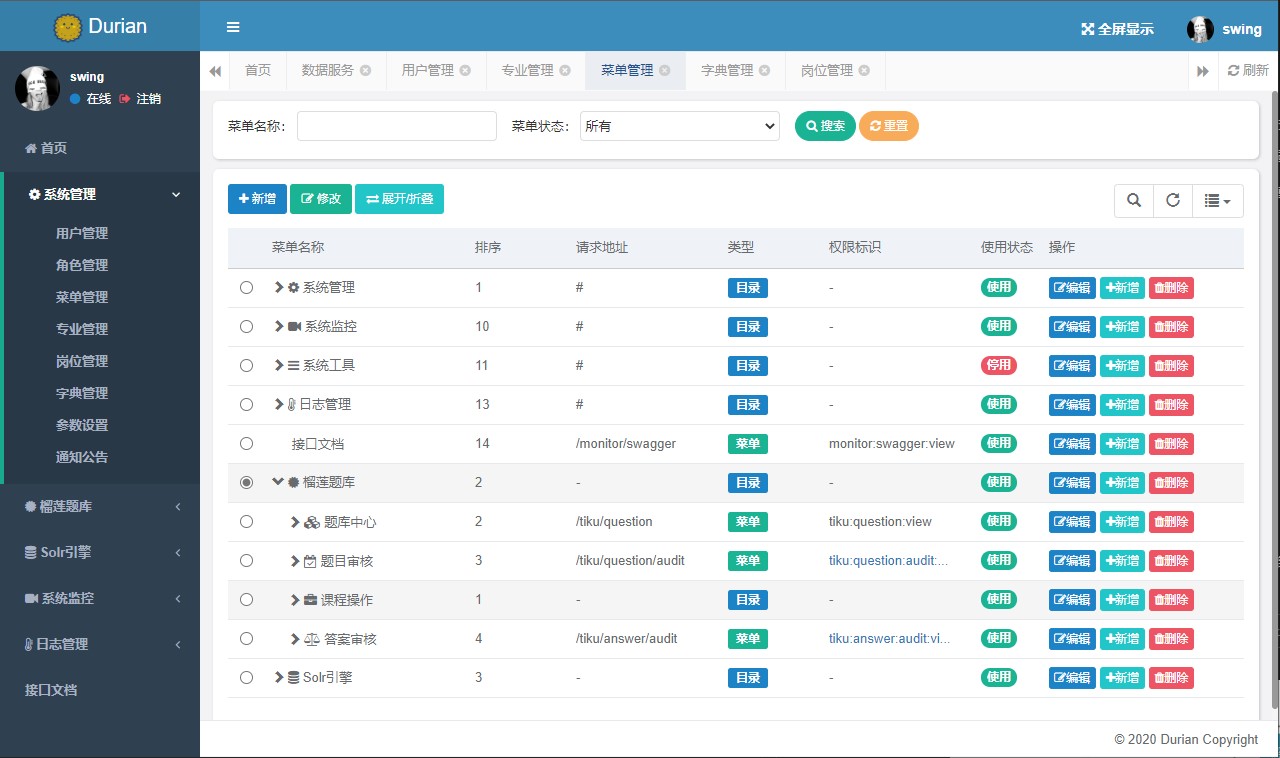 Durian
全屏显示
swing
swing
在线 注销
首页
系统管理
用户管理
角色管理
菜单管理
专业管理
岗位管理
字典管理
参数设置
通知公告
榴莲题库
Solr引擎
系统监控
日志管理
接口文档
首页 数据服务 用户管理 专业管理 菜单管理 字典管理 岗位管理 刷新
菜单名称： 菜单状态： 所有 搜索 重置
新增 修改 展开/折叠
菜单名称 排序 请求地址 类型 权限标识 使用状态 操作
系统管理 1 # 目录 - 使用 编辑 新增 删除
系统监控 10 # 目录 - 使用 编辑 新增 删除
系统工具 11 # 目录 - 停用 编辑 新增 删除
日志管理 13 # 目录 - 使用 编辑 新增 删除
接口文档 14 /monitor/swagger 菜单 monitor:swagger:view 使用 编辑 新增 删除
榴莲题库 2 - 目录 - 使用 编辑 新增 删除
题库中心 2 /tiku/question 菜单 tiku:question:view 使用 编辑 新增 删除
题目审核 3 /tiku/question/audit 菜单 tiku:question:audit:... 使用 编辑 新增 删除
课程操作 1 - 目录 - 使用 编辑 新增 删除
答案审核 4 /tiku/answer/audit 菜单 tiku:answer:audit:vi... 使用 编辑 新增 删除
Solr引擎 3 - 目录 - 使用 编辑 新增 删除
© 2020 Durian Copyright